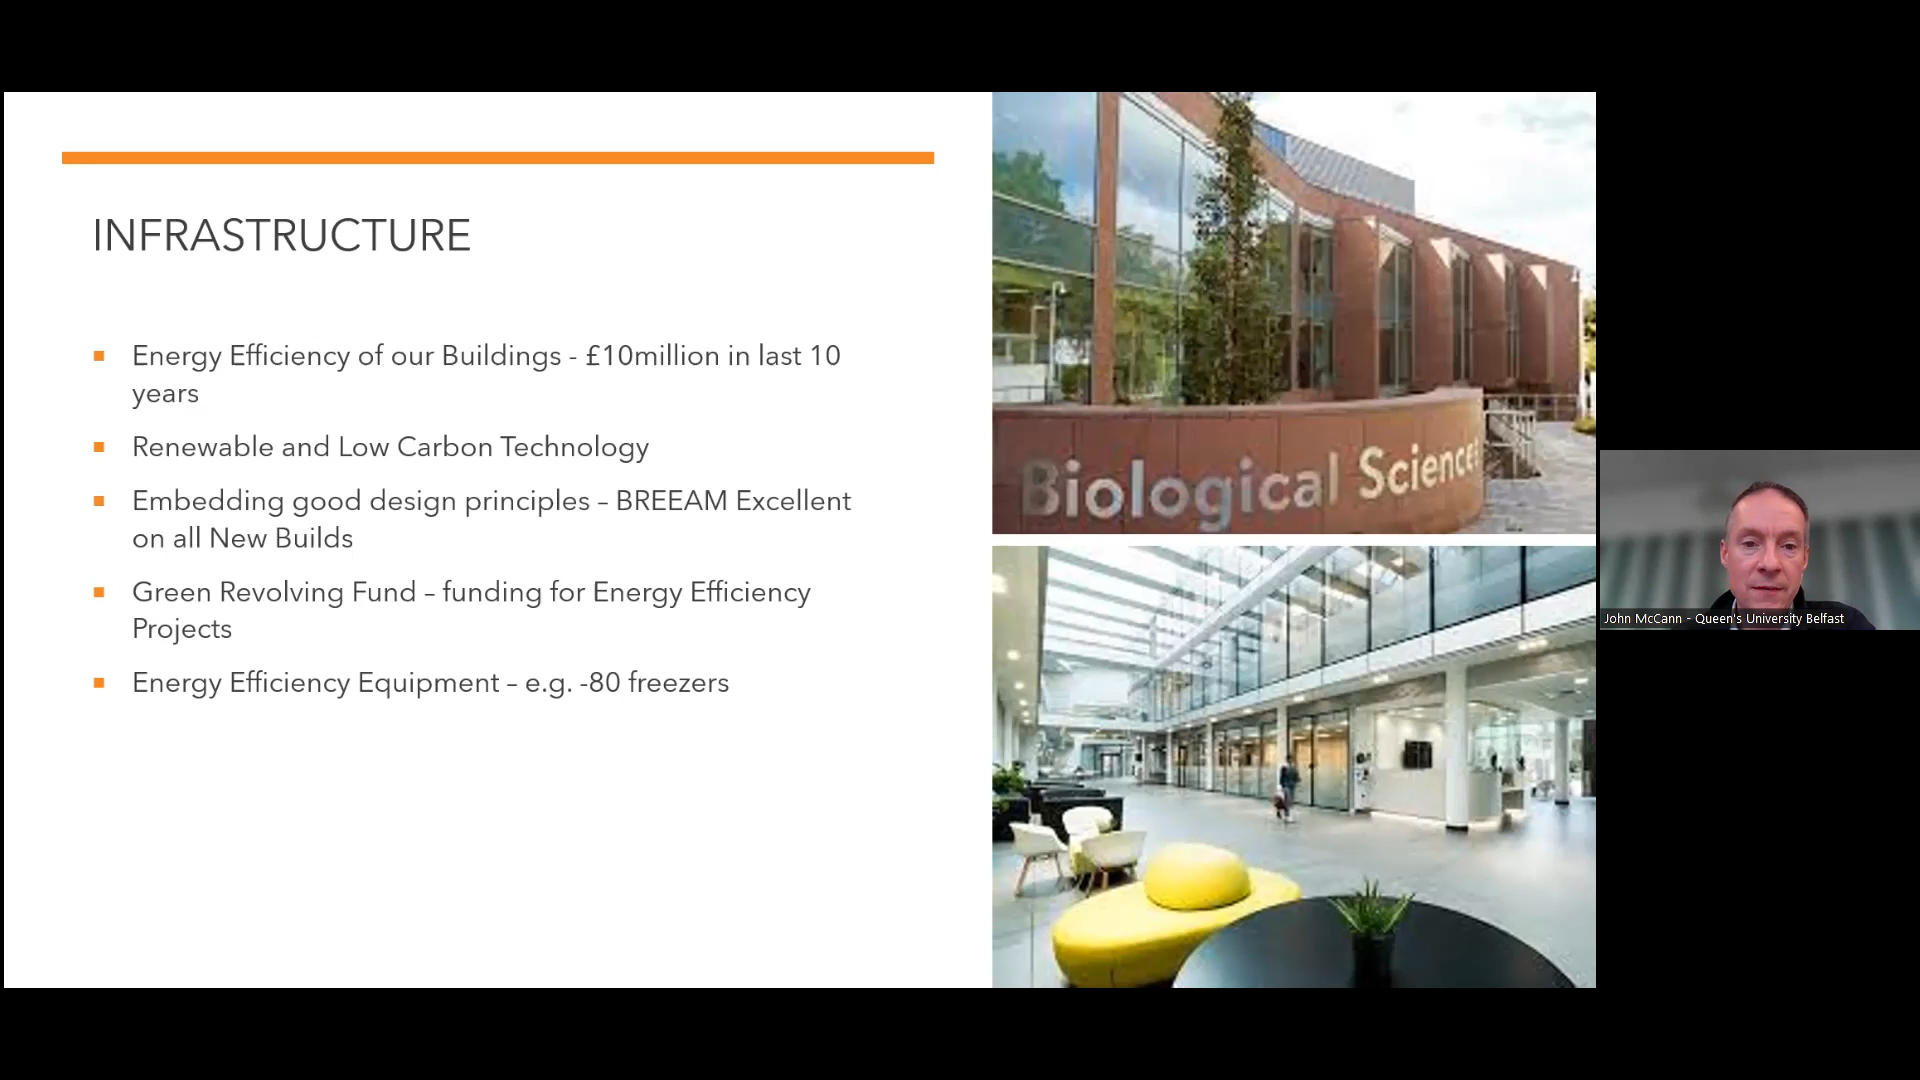 INFRASTRUCTURE
Energy Efficiency of our Buildings - £10million in last 10
years
Renewable and Low Carbon Technology
Embedding good design principles – BREEAM Excellent
on all New Builds
Green Revolving Fund – funding for Energy Efficiency
Projects
Energy Efficiency Equipment – e.g. -80 freezers
Biological Sciences
John McCann - Queen's University Belfast